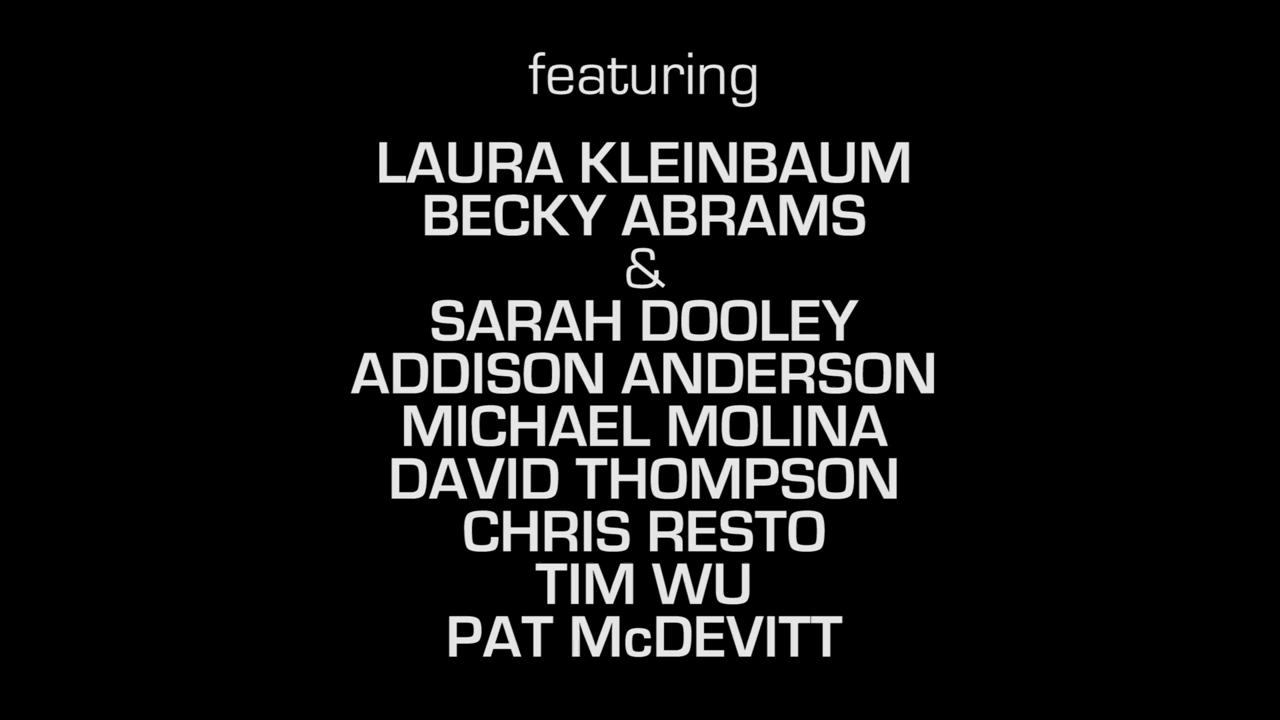 featuring
LAURA KLEINBAUM
BECKY ABRAMS
&
SARAH DOOLEY
ADDISON ANDERSON
MICHAEL MOLINA
DAVID THOMPSON
CHRIS RESTO
TIM WU
PAT McDEVITT